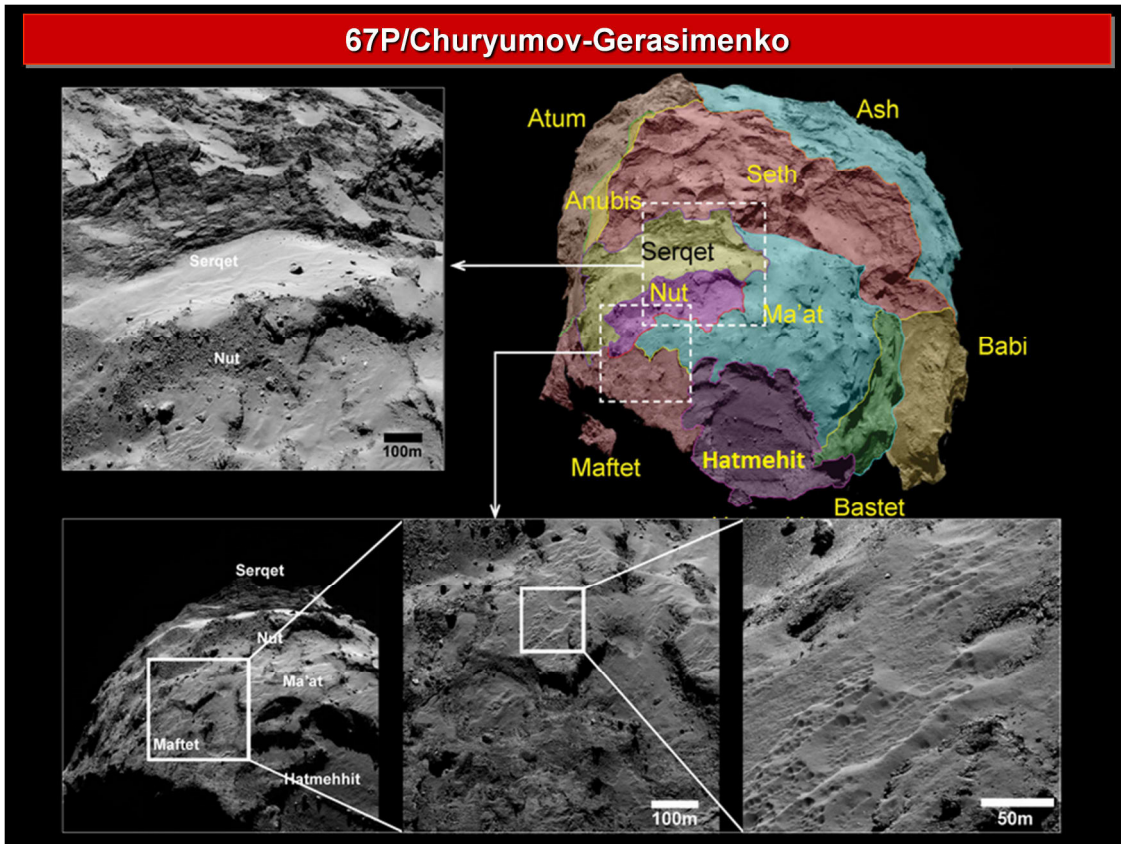 67P/Churyumov-Gerasimenko
Serqet
Nut
100m
Atum
Ash
Seth
Anubis
Serqet
Nut
Ma'at
Babi
Maftet
Hatmehit
Bastet
Serqet
Nut
Ma'at
Maftet
Hatmehhit
100m
50m